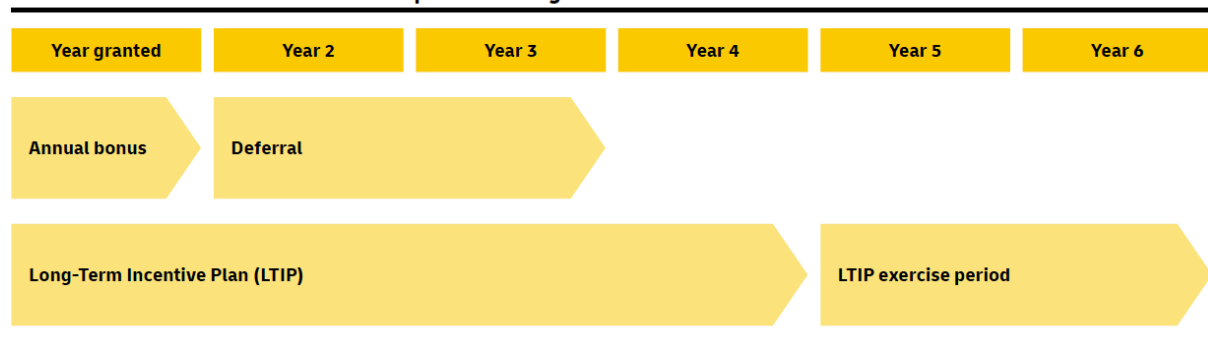 Year granted
Year 2
Year 3
Year 4
Year 5
Year 6
Annual bonus
Deferral
Long-Term Incentive Plan (LTIP)
LTIP exercise period